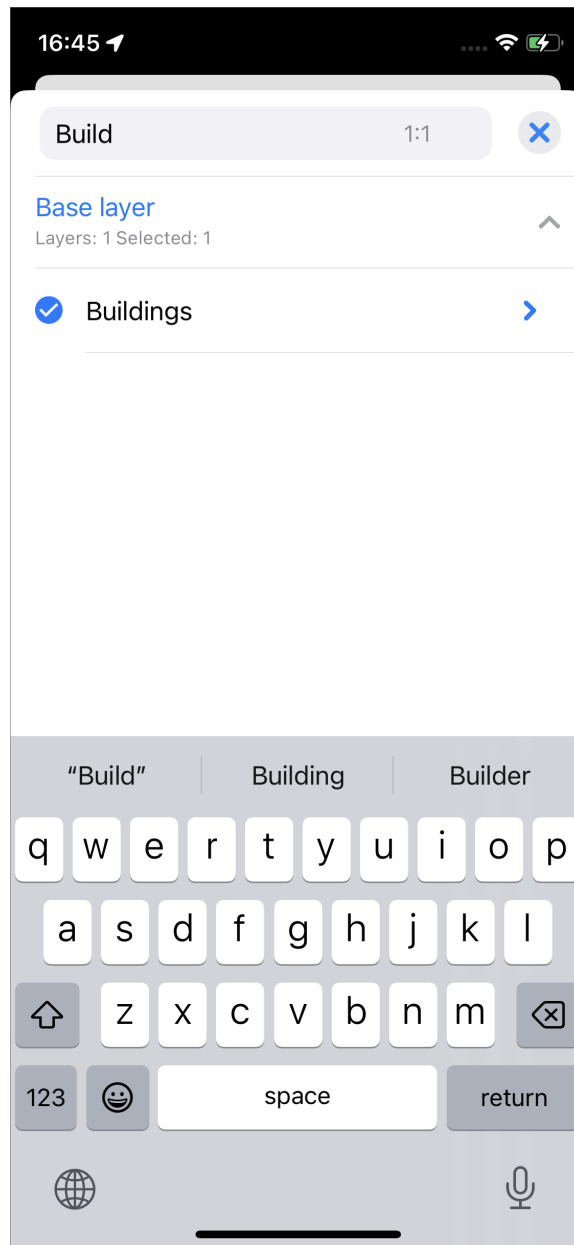 16:45
Build 1:1
Base layer
Layers: 1 Selected: 1
Buildings
“Build” Building Builder
q w e r t y u i o p
a s d f g h j k l
z x c v b n m
123 space return